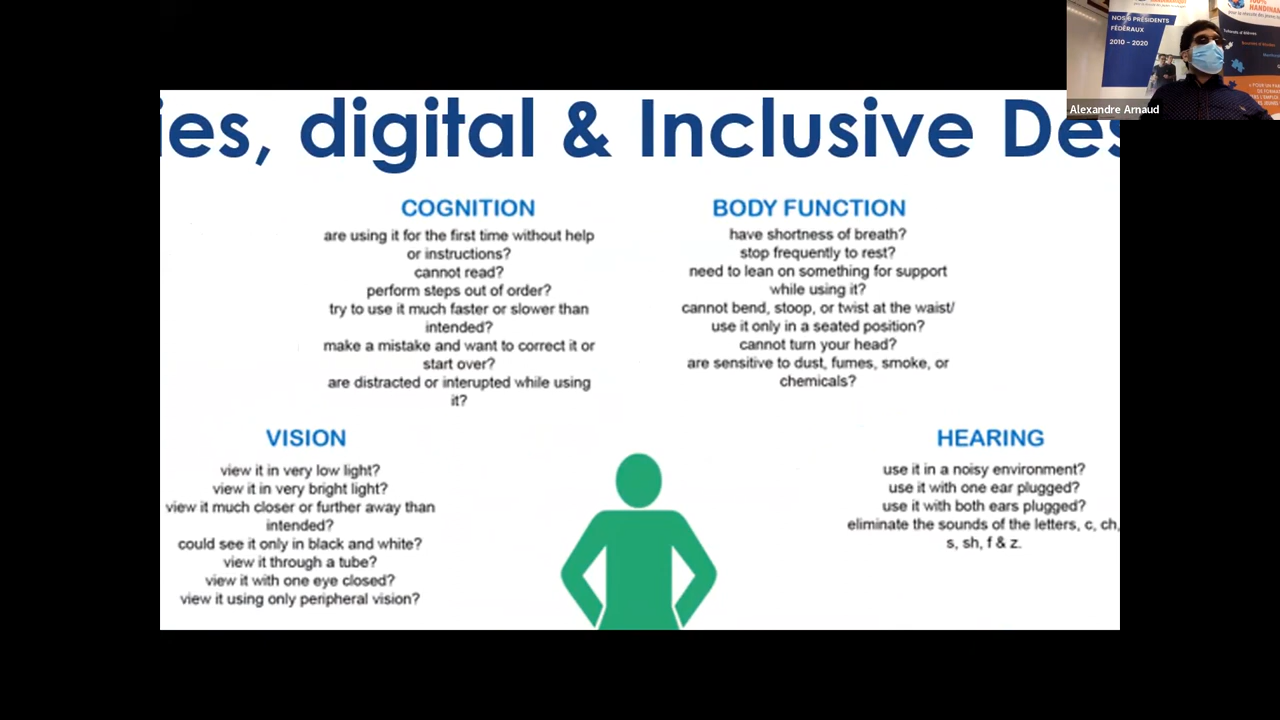 ies, digital & Inclusive Des
COGNITION
are using it for the first time without help
or instructions?
cannot read?
perform steps out of order?
try to use it much faster or slower than
intended?
make a mistake and want to correct it or
start over?
are distracted or interupted while using
it?
BODY FUNCTION
have shortness of breath?
stop frequently to rest?
need to lean on something for support
while using it?
cannot bend, stoop, or twist at the waist/
use it only in a seated position?
cannot turn your head?
are sensitive to dust, fumes, smoke, or
chemicals?
VISION
view it in very low light?
view it in very bright light?
view it much closer or further away than
intended?
could see it only in black and white?
view it through a tube?
view it with one eye closed?
view it using only peripheral vision?
HEARING
use it in a noisy environment?
use it with one ear plugged?
use it with both ears plugged?
eliminate the sounds of the letters, c, ch,
s, sh, f & z.
NOS 6 PRÉSIDENTS
FÉDÉRAUX
2010 - 2020
100%
Alexandre Arnaud